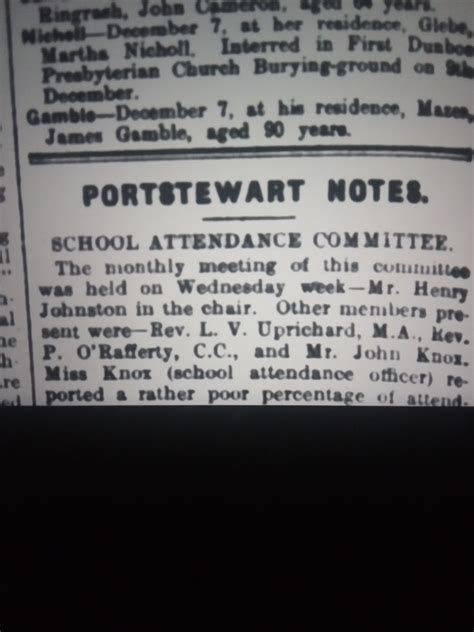 Ringrash, John Cameron, aged 84 years.
Nicholl—December 7, at her residence, Glebe,
Martha Nicholl. Interred in First Dunboe
Presbyterian Church Burying-ground on 9th
December.
Gamble—December 7, at his residence,
James Gamble, aged 90 years.
PORTSTEWART NOTES.
SCHOOL ATTENDANCE COMMITTEE.
The monthly meeting of this committee
was held on Wednesday week—Mr. Henry
Johnston in the chair. Other members pre-
sent were—Rev. L. V. Uprichard, M.A., Rev.
P. O'Rafferty, C.C., and Mr. John Knox.
Miss Knox (school attendance officer) re-
ported a rather poor percentage of attend-